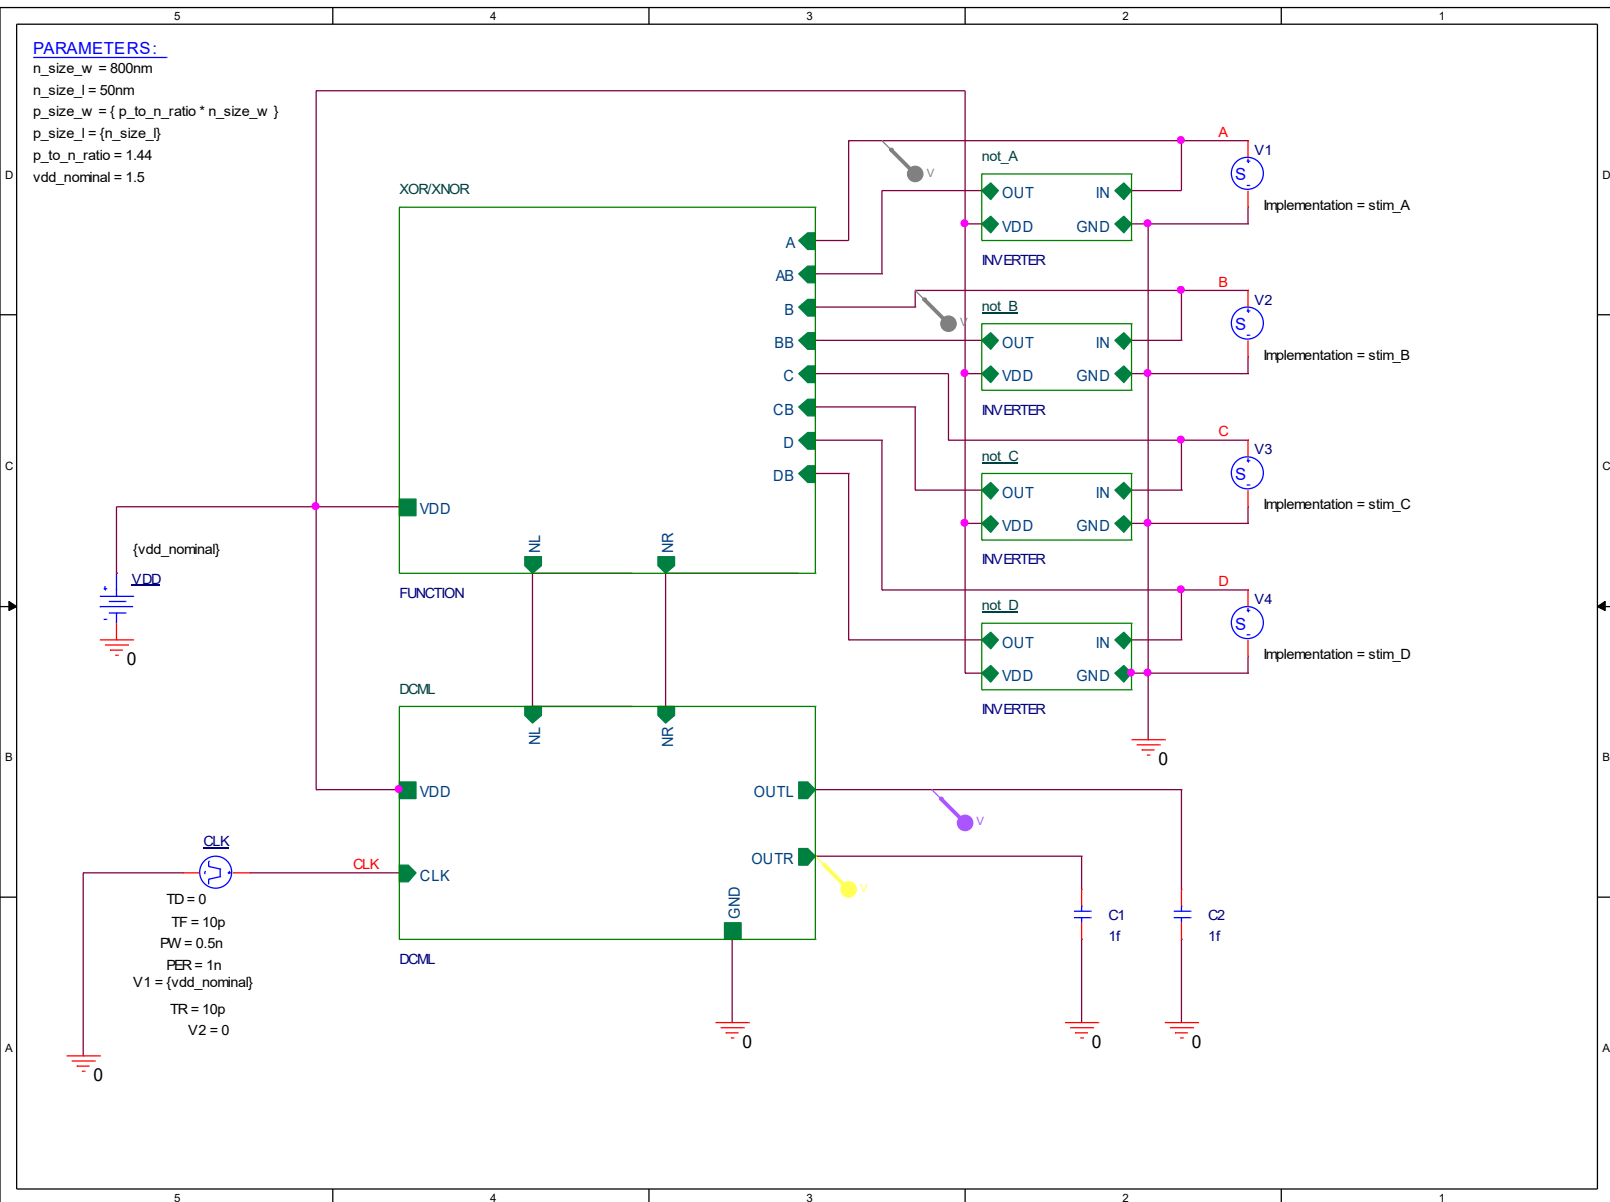 5 4 3 2 1
PARAMETERS:
n_size_w = 800nm
n_size_l = 50nm
p_size_w = { p_to_n_ratio * n_size_w }
p_size_l = {n_size_l}
p_to_n_ratio = 1.44
vdd_nominal = 1.5
D D
XOR/XNOR
A
AB
B
BB
C
CB
D
DB
VDD
NL
NR
FUNCTION
V
not_A
OUT IN
VDD GND
INVERTER
A
V1
S
Implementation = stim_A
V
not_B
OUT IN
VDD GND
INVERTER
B
V2
S
Implementation = stim_B
C C
not_C
OUT IN
VDD GND
INVERTER
C
V3
S
Implementation = stim_C
not_D
OUT IN
VDD GND
INVERTER
D
V4
S
Implementation = stim_D
0
{vdd_nominal}
VDD
0
DCML
NL
NR
VDD
CLK
OUTL
OUTR
GND
DCML
0
B B
V
V
CLK
CLK
TD = 0
TF = 10p
PW = 0.5n
PER = 1n
V1 = {vdd_nominal}
TR = 10p
V2 = 0
0
C1
1f
0
C2
1f
0
A A
5 4 3 2 1